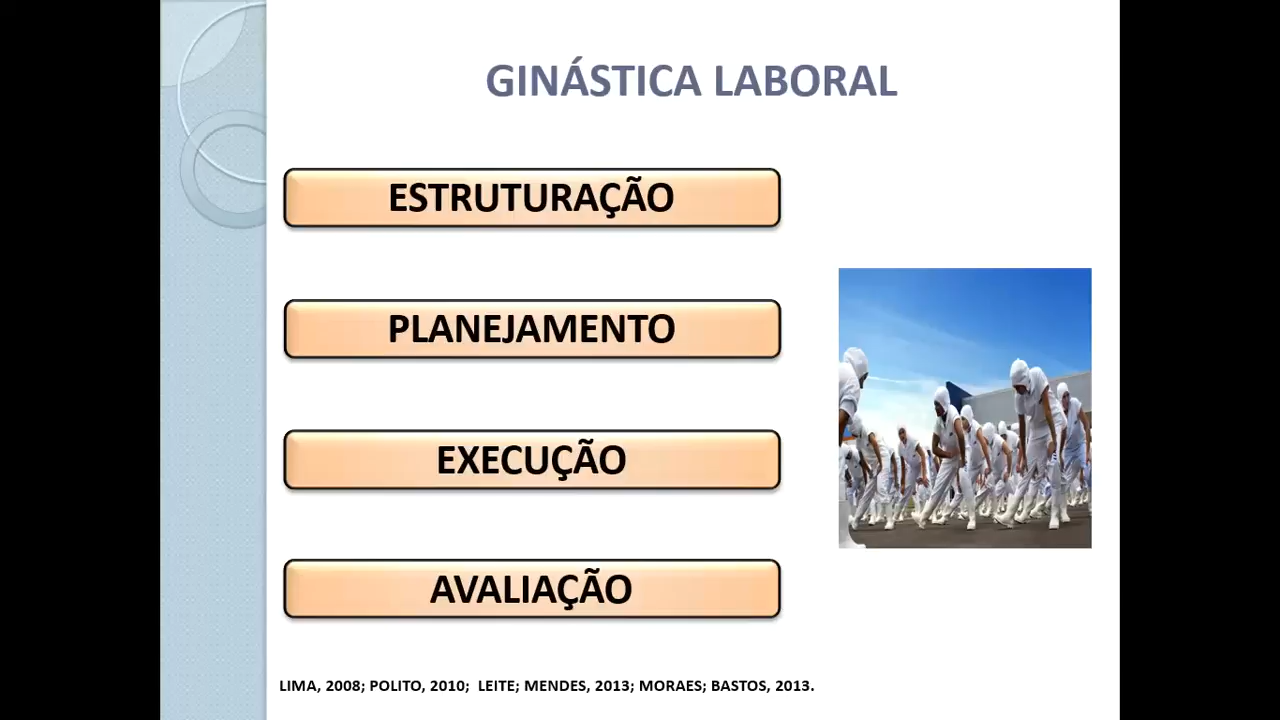 GINÁSTICA LABORAL
ESTRUTURAÇÃO
PLANEJAMENTO
EXECUÇÃO
AVALIAÇÃO
LIMA, 2008; POLITO, 2010;  LEITE; MENDES, 2013; MORAES; BASTOS, 2013.